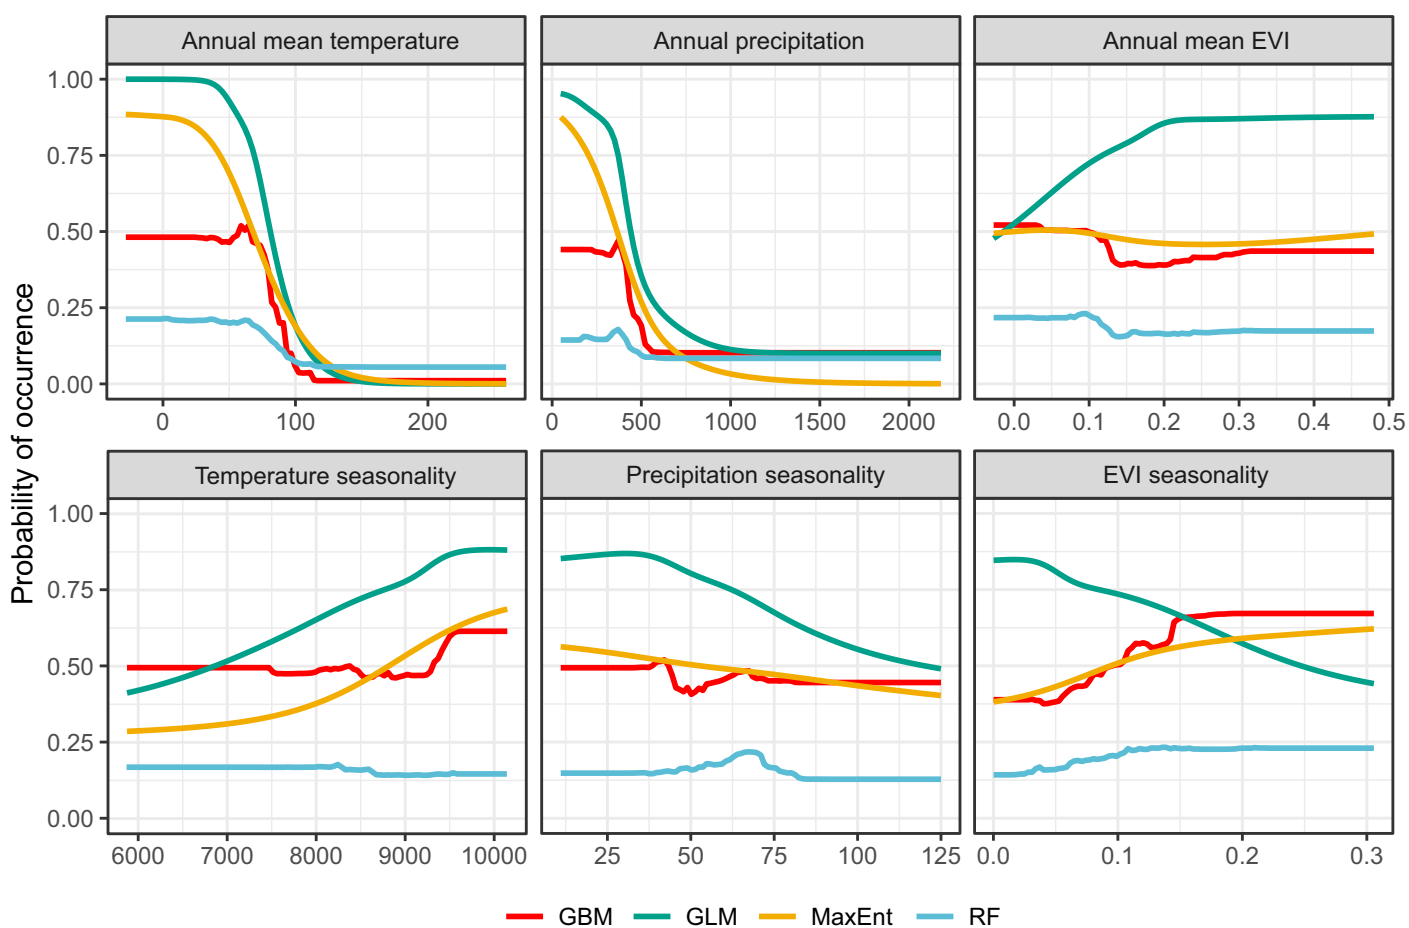 Annual mean temperature Annual precipitation Annual mean EVI
1.00
0.75
0.50
0.25
0.00
0 100 200 0 500 1000 1500 2000 0.0 0.1 0.2 0.3 0.4 0.5
Probability of occurrence
Temperature seasonality Precipitation seasonality EVI seasonality
1.00
0.75
0.50
0.25
0.00
6000 7000 8000 9000 10000 25 50 75 100 125 0.0 0.1 0.2 0.3
GBM GLM MaxEnt RF